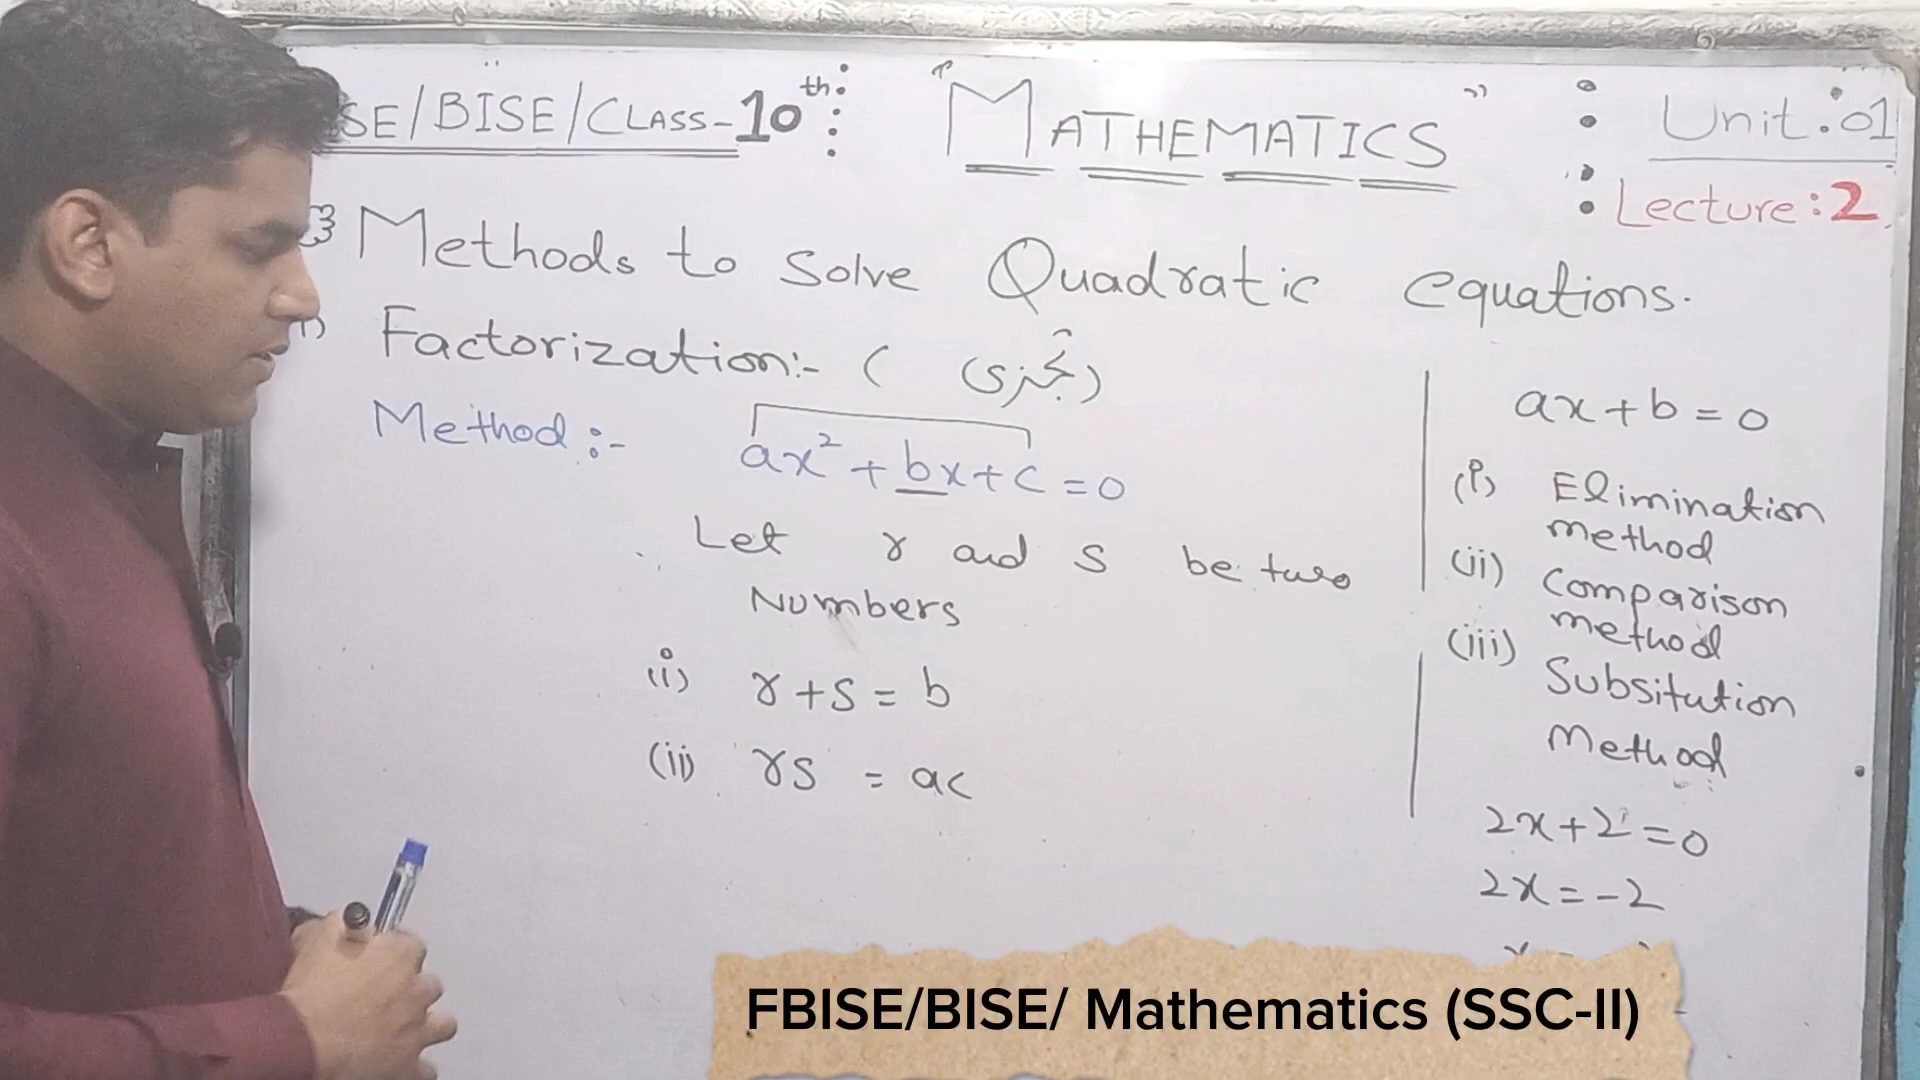 SE/BISE/CLASS-10th
"MATHEMATICS"
Unit:01
Lecture:2
Methods to Solve Quadratic equations.
Factorization:- (تجزی)
Method:- ax²+bx+c=0
Let r and S be two
Numbers
(i) r+s=b
(ii) rs = ac
ax+b=0
(i) Elimination
method
(ii) Comparison
method
(iii) Subsitution
Method
2x+2=0
2x=-2
FBISE/BISE/ Mathematics (SSC-II)